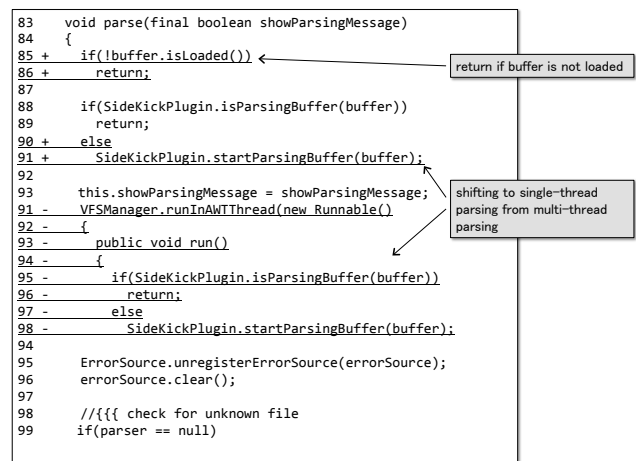 83    void parse(final boolean showParsingMessage)
84    {
85 +    if(!buffer.isLoaded())
86 +      return;
87
88      if(SideKickPlugin.isParsingBuffer(buffer))
89        return;
90 +    else
91 +      SideKickPlugin.startParsingBuffer(buffer);
92
93      this.showParsingMessage = showParsingMessage;
91 -    VFSManager.runInAWTThread(new Runnable()
92 -    {
93 -      public void run()
94 -      {
95 -        if(SideKickPlugin.isParsingBuffer(buffer))
96 -          return;
97 -        else
98 -          SideKickPlugin.startParsingBuffer(buffer);
94
95      ErrorSource.unregisterErrorSource(errorSource);
96      errorSource.clear();
97
98      //{{{ check for unknown file
99      if(parser == null)
return if buffer is not loaded
shifting to single-thread
parsing from multi-thread
parsing